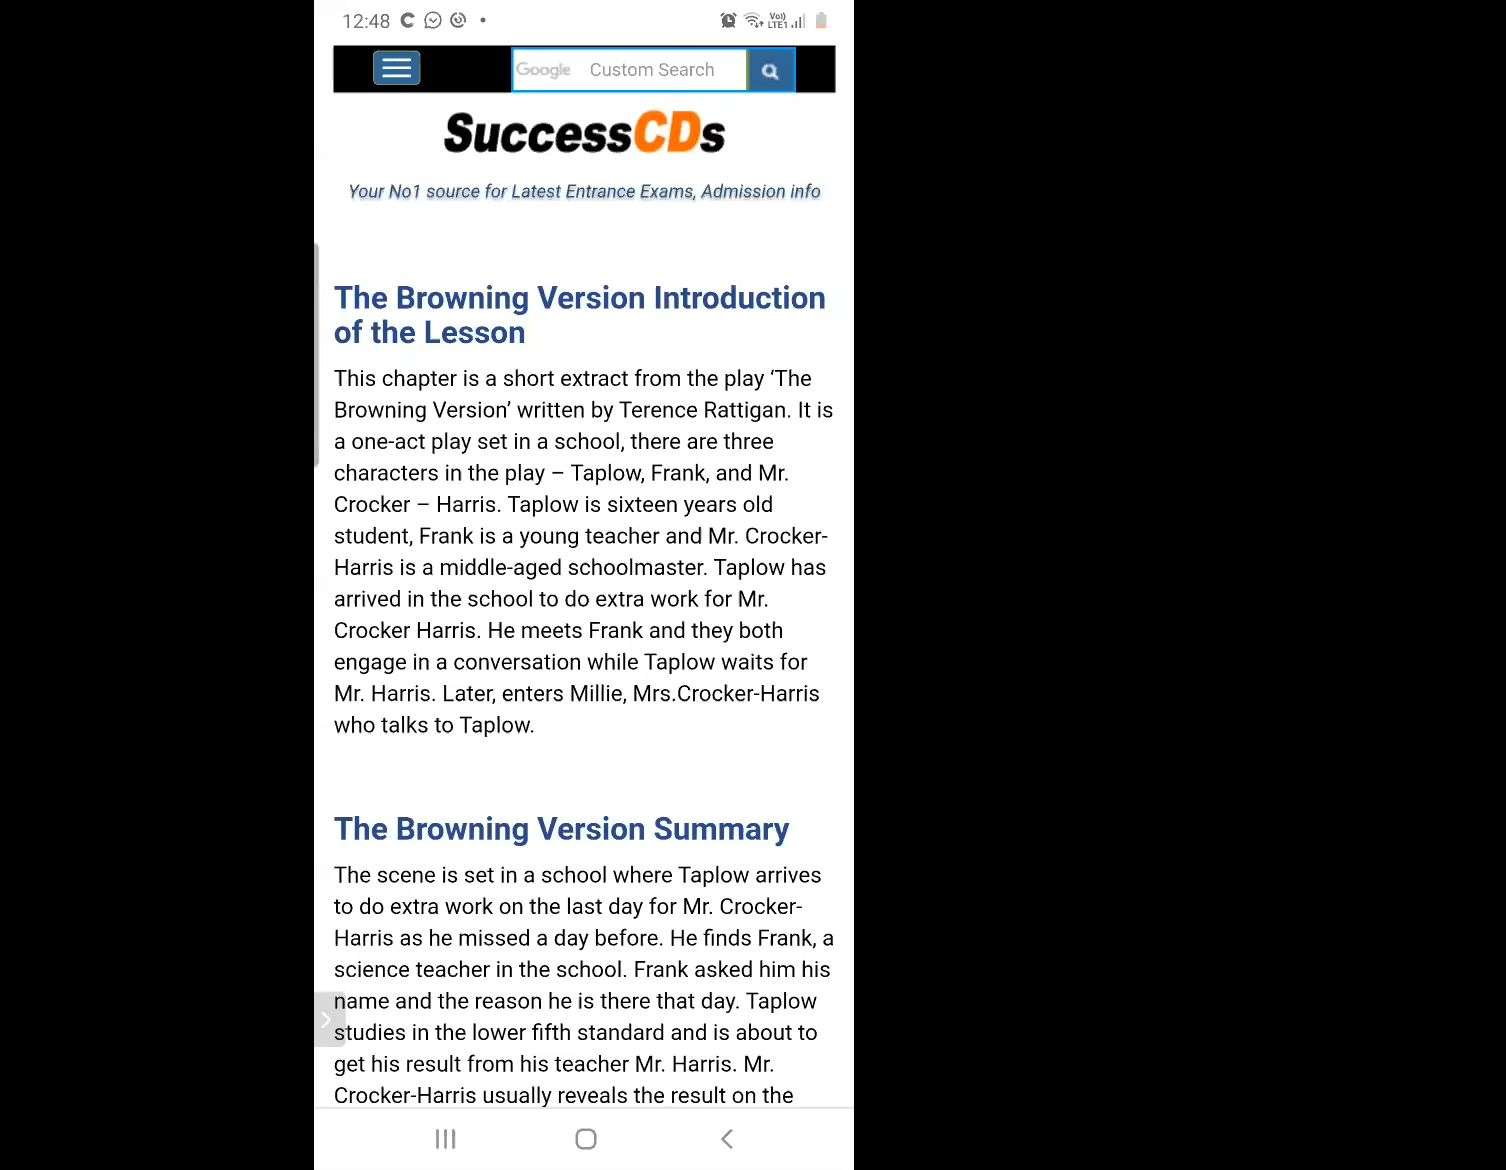 12:48
Vo))
LTE1
Google Custom Search
SuccessCDs
Your No1 source for Latest Entrance Exams, Admission info
The Browning Version Introduction
of the Lesson
This chapter is a short extract from the play ‘The
Browning Version’ written by Terence Rattigan. It is
a one-act play set in a school, there are three
characters in the play – Taplow, Frank, and Mr.
Crocker – Harris. Taplow is sixteen years old
student, Frank is a young teacher and Mr. Crocker-
Harris is a middle-aged schoolmaster. Taplow has
arrived in the school to do extra work for Mr.
Crocker Harris. He meets Frank and they both
engage in a conversation while Taplow waits for
Mr. Harris. Later, enters Millie, Mrs.Crocker-Harris
who talks to Taplow.
The Browning Version Summary
The scene is set in a school where Taplow arrives
to do extra work on the last day for Mr. Crocker-
Harris as he missed a day before. He finds Frank, a
science teacher in the school. Frank asked him his
name and the reason he is there that day. Taplow
studies in the lower fifth standard and is about to
get his result from his teacher Mr. Harris. Mr.
Crocker-Harris usually reveals the result on the